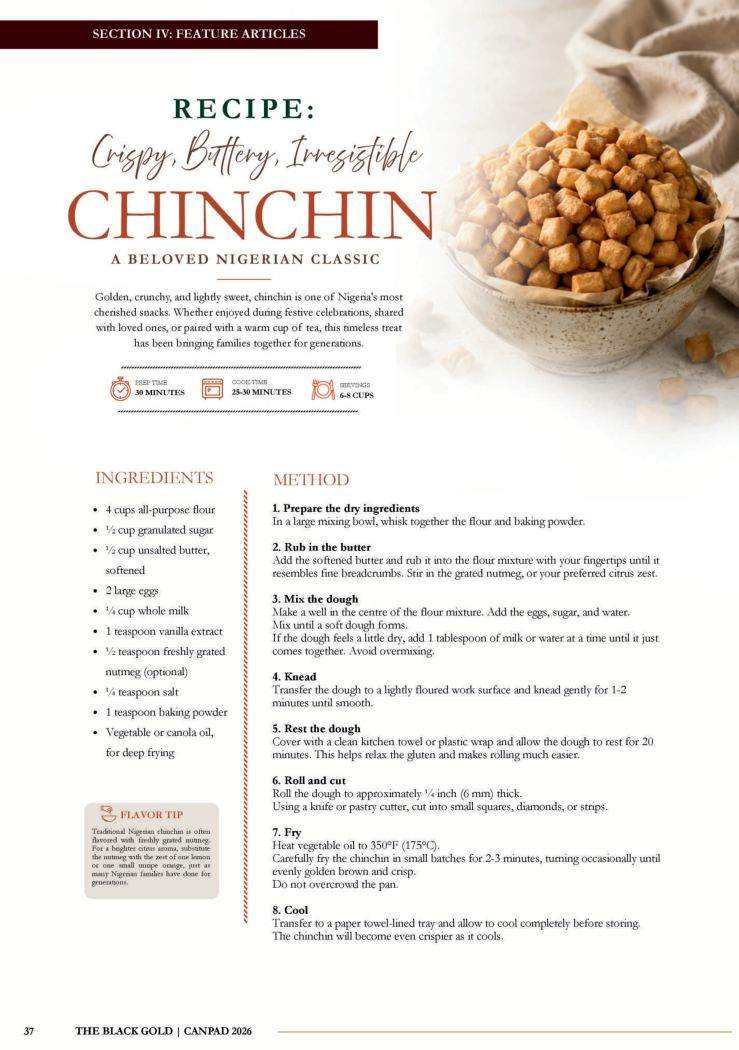 SECTION IV: FEATURE ARTICLES
RECIPE:
Crispy, Buttery, Irresistible
CHINCHIN
A BELOVED NIGERIAN CLASSIC
Golden, crunchy, and lightly sweet, chinchin is one of Nigeria's most
cherished snacks. Whether enjoyed during festive celebrations, shared
with loved ones, or paired with a warm cup of tea, this timeless treat
has been bringing families together for generations.
PREP TIME
30 MINUTES
COOK TIME
25-30 MINUTES
SERVINGS
6-8 CUPS
INGREDIENTS
• 4 cups all-purpose flour
• ½ cup granulated sugar
• ½ cup unsalted butter,
softened
• 2 large eggs
• ¼ cup whole milk
• 1 teaspoon vanilla extract
• ½ teaspoon freshly grated
nutmeg (optional)
• ¼ teaspoon salt
• 1 teaspoon baking powder
• Vegetable or canola oil,
for deep frying
FLAVOR TIP
Traditional Nigerian chinchin is often
flavored with freshly grated nutmeg.
For a brighter citrus aroma, substitute
the nutmeg with the zest of one lemon
or one small unripe orange, just as
many Nigerian families have done for
generations.
METHOD
1. Prepare the dry ingredients
In a large mixing bowl, whisk together the flour and baking powder.
2. Rub in the butter
Add the softened butter and rub it into the flour mixture with your fingertips until it
resembles fine breadcrumbs. Stir in the grated nutmeg, or your preferred citrus zest.
3. Mix the dough
Make a well in the centre of the flour mixture. Add the eggs, sugar, and water.
Mix until a soft dough forms.
If the dough feels a little dry, add 1 tablespoon of milk or water at a time until it just
comes together. Avoid overmixing.
4. Knead
Transfer the dough to a lightly floured work surface and knead gently for 1-2
minutes until smooth.
5. Rest the dough
Cover with a clean kitchen towel or plastic wrap and allow the dough to rest for 20
minutes. This helps relax the gluten and makes rolling much easier.
6. Roll and cut
Roll the dough to approximately ¼ inch (6 mm) thick.
Using a knife or pastry cutter, cut into small squares, diamonds, or strips.
7. Fry
Heat vegetable oil to 350°F (175°C).
Carefully fry the chinchin in small batches for 2-3 minutes, turning occasionally until
evenly golden brown and crisp.
Do not overcrowd the pan.
8. Cool
Transfer to a paper towel-lined tray and allow to cool completely before storing.
The chinchin will become even crispier as it cools.
37 THE BLACK GOLD | CANPAD 2026